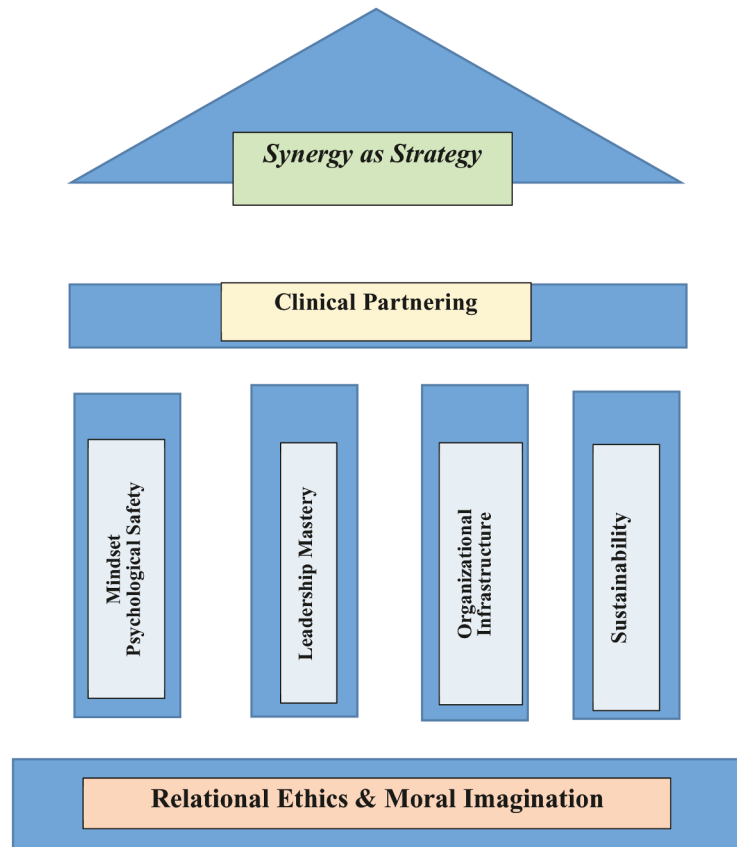 Synergy as Strategy
Clinical Partnering
Mindset
Psychological Safety
Leadership Mastery
Organizational
Infrastructure
Sustainability
Relational Ethics & Moral Imagination